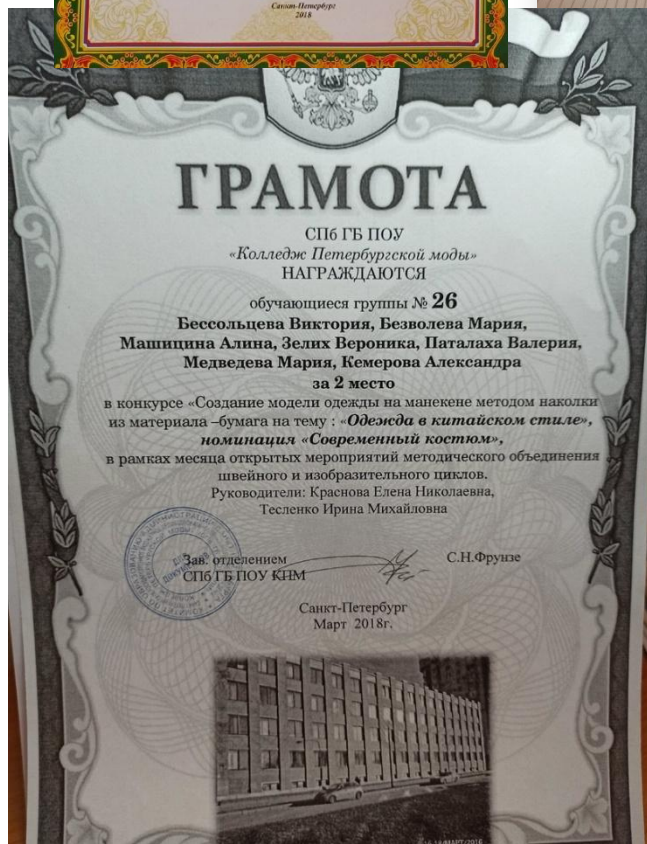 Санкт-Петербург
2018
ГРАМОТА
СПб ГБ ПОУ
«Колледж Петербургской моды»
НАГРАЖДАЮТСЯ
обучающиеся группы № 26
Бессольцева Виктория, Безволева Мария,
Машицина Алина, Зелих Вероника, Паталаха Валерия,
Медведева Мария, Кемерова Александра
за 2 место
в конкурсе «Создание модели одежды на манекене методом наколки
из материала –бумага на тему : «Одежда в китайском стиле»,
номинация «Современный костюм»,
в рамках месяца открытых мероприятий методического объединения
швейного и изобразительного циклов.
Руководители: Краснова Елена Николаевна,
Тесленко Ирина Михайловна
Зав. отделением С.Н.Фрунзе
СПб ГБ ПОУ КПМ
Санкт-Петербург
Март 2018г.